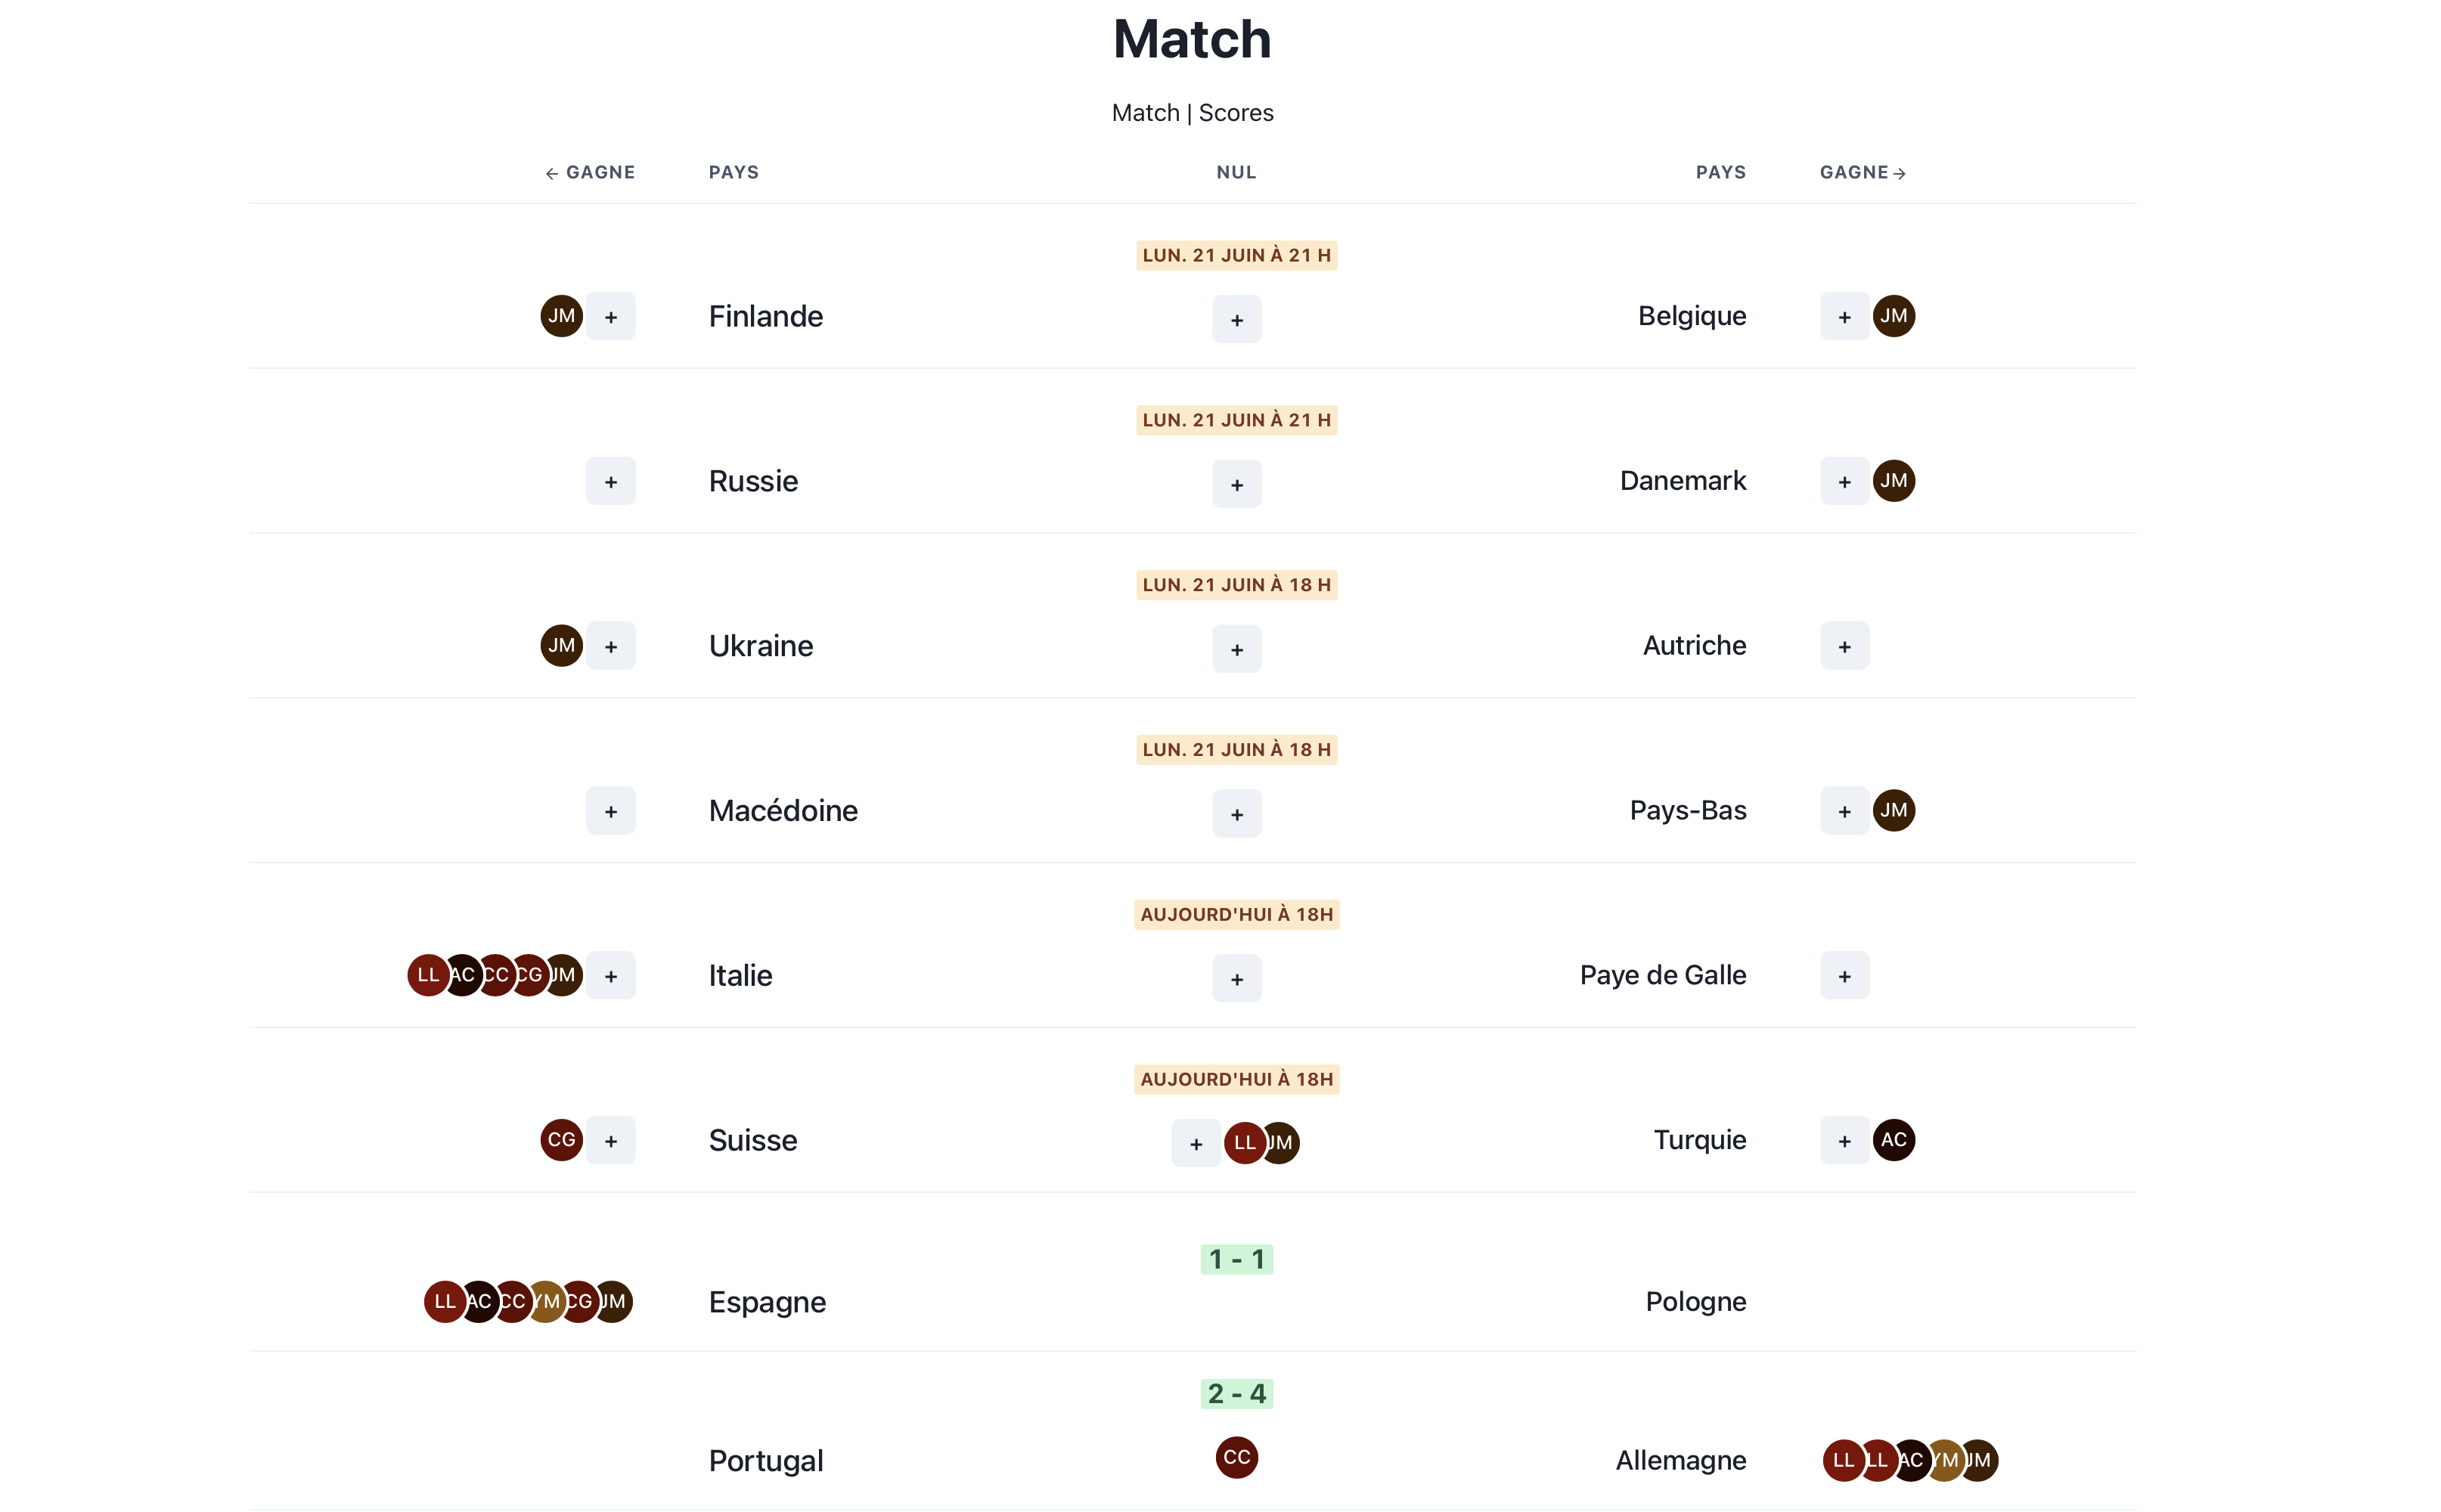 Match
Match | Scores
← GAGNE PAYS NUL PAYS GAGNE→
LUN. 21 JUIN À 21 H
JM + Finlande + Belgique + JM
LUN. 21 JUIN À 21 H
+ Russie + Danemark + JM
LUN. 21 JUIN À 18 H
JM + Ukraine + Autriche +
LUN. 21 JUIN À 18 H
+ Macédoine + Pays-Bas + JM
AUJOURD'HUI À 18H
LL AC CC CG JM + Italie + Paye de Galle +
AUJOURD'HUI À 18H
CG + Suisse + LL JM Turquie + AC
1 - 1
LL AC CC YM CG JM Espagne Pologne
2 - 4
Portugal CC Allemagne LL LL AC YM JM